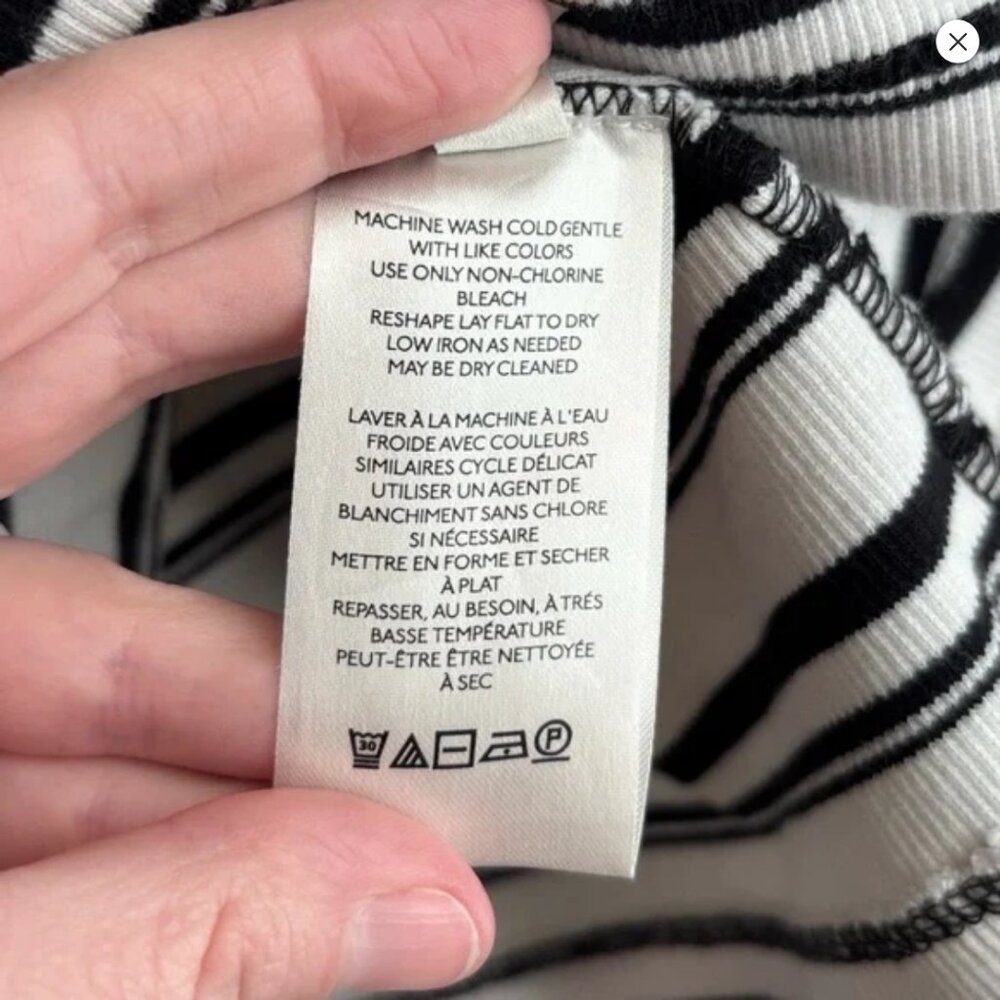 MACHINE WASH COLD GENTLE
WITH LIKE COLORS
USE ONLY NON-CHLORINE
BLEACH
RESHAPE LAY FLAT TO DRY
LOW IRON AS NEEDED
MAY BE DRY CLEANED
LAVER À LA MACHINE À L'EAU
FROIDE AVEC COULEURS
SIMILAIRES CYCLE DÉLICAT
UTILISER UN AGENT DE
BLANCHIMENT SANS CHLORE
SI NÉCESSAIRE
METTRE EN FORME ET SECHER
À PLAT
REPASSER, AU BESOIN, À TRÉS
BASSE TEMPÉRATURE
PEUT-ÊTRE ÊTRE NETTOYÉE
À SEC
30 P